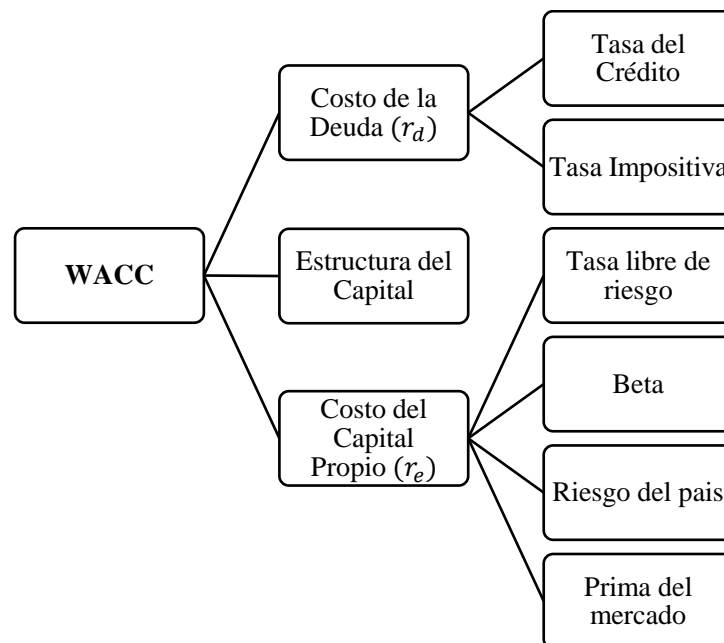 WACC
Costo de la
Deuda (r_d)
Tasa del
Crédito
Tasa Impositiva
Estructura del
Capital
Costo del
Capital
Propio (r_e)
Tasa libre de
riesgo
Beta
Riesgo del pais
Prima del
mercado